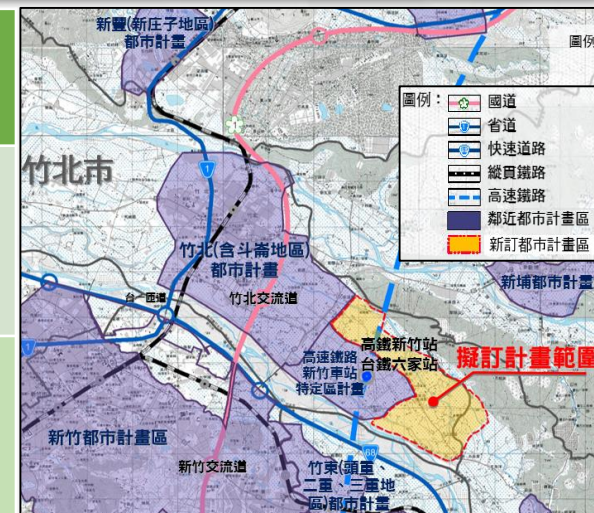 新豐(新庄子地區)
都市計畫
圖例
圖例：
國道
省道
快速道路
縱貫鐵路
高速鐵路
鄰近都市計畫區
新訂都市計畫區
竹北市
1
竹北(含斗崙地區)
都市計畫
新埔都市計畫
竹北交流道
高鐵新竹站
台鐵六家站
擬訂計畫範圍
高速鐵路
新竹車站
特定區計畫
1
新竹都市計畫區
新竹交流道
68
竹東(頭重、
二重、三重地
區)都市計畫